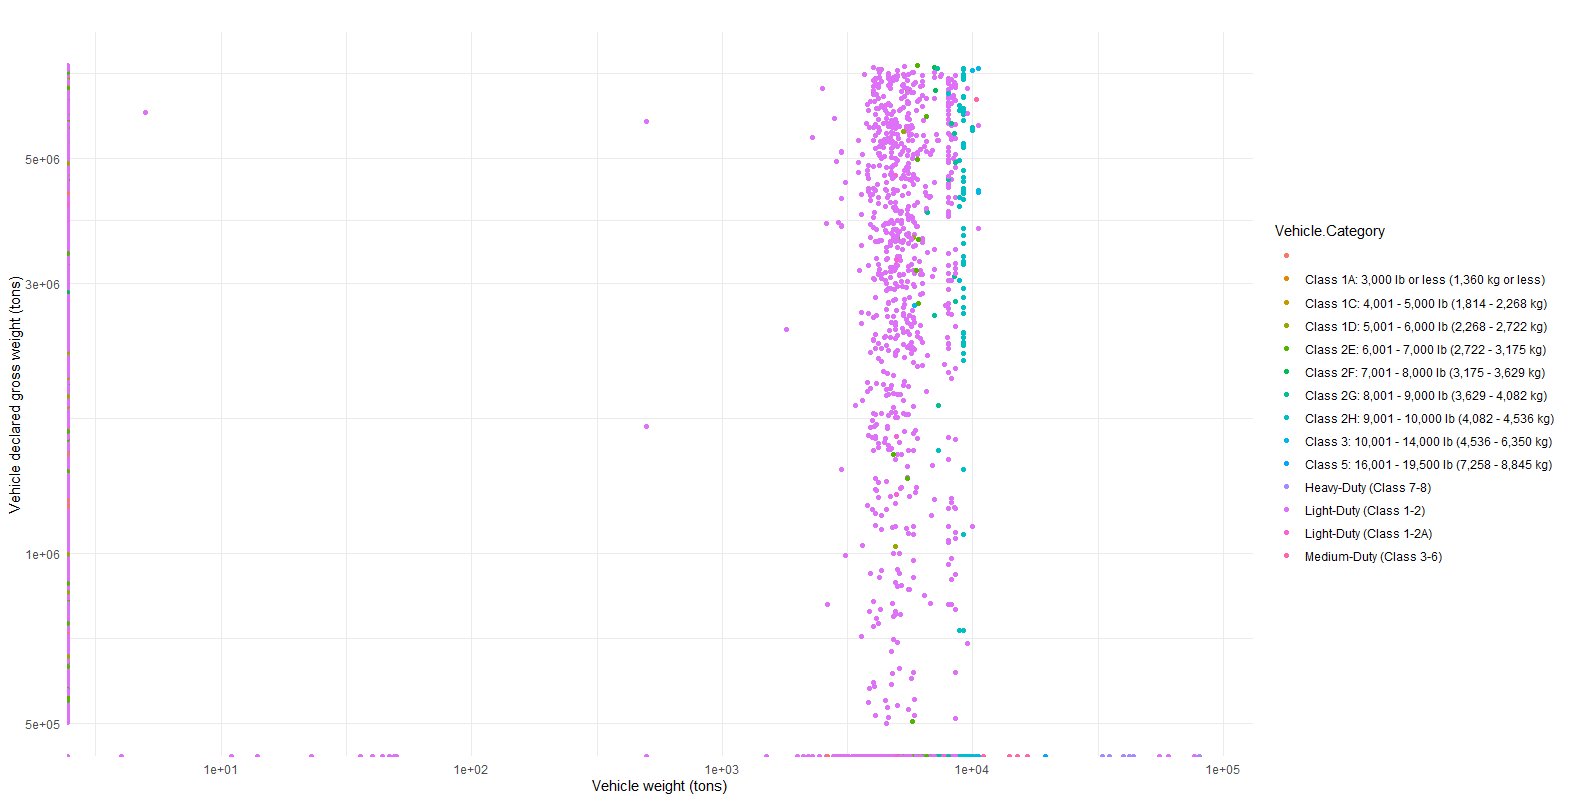 Vehicle declared gross weight (tons)
5e+06
3e+06
1e+06
5e+05
1e+01
1e+02
1e+03
1e+04
1e+05
Vehicle weight (tons)
Vehicle.Category
Class 1A: 3,000 lb or less (1,360 kg or less)
Class 1C: 4,001 - 5,000 lb (1,814 - 2,268 kg)
Class 1D: 5,001 - 6,000 lb (2,268 - 2,722 kg)
Class 2E: 6,001 - 7,000 lb (2,722 - 3,175 kg)
Class 2F: 7,001 - 8,000 lb (3,175 - 3,629 kg)
Class 2G: 8,001 - 9,000 lb (3,629 - 4,082 kg)
Class 2H: 9,001 - 10,000 lb (4,082 - 4,536 kg)
Class 3: 10,001 - 14,000 lb (4,536 - 6,350 kg)
Class 5: 16,001 - 19,500 lb (7,258 - 8,845 kg)
Heavy-Duty (Class 7-8)
Light-Duty (Class 1-2)
Light-Duty (Class 1-2A)
Medium-Duty (Class 3-6)